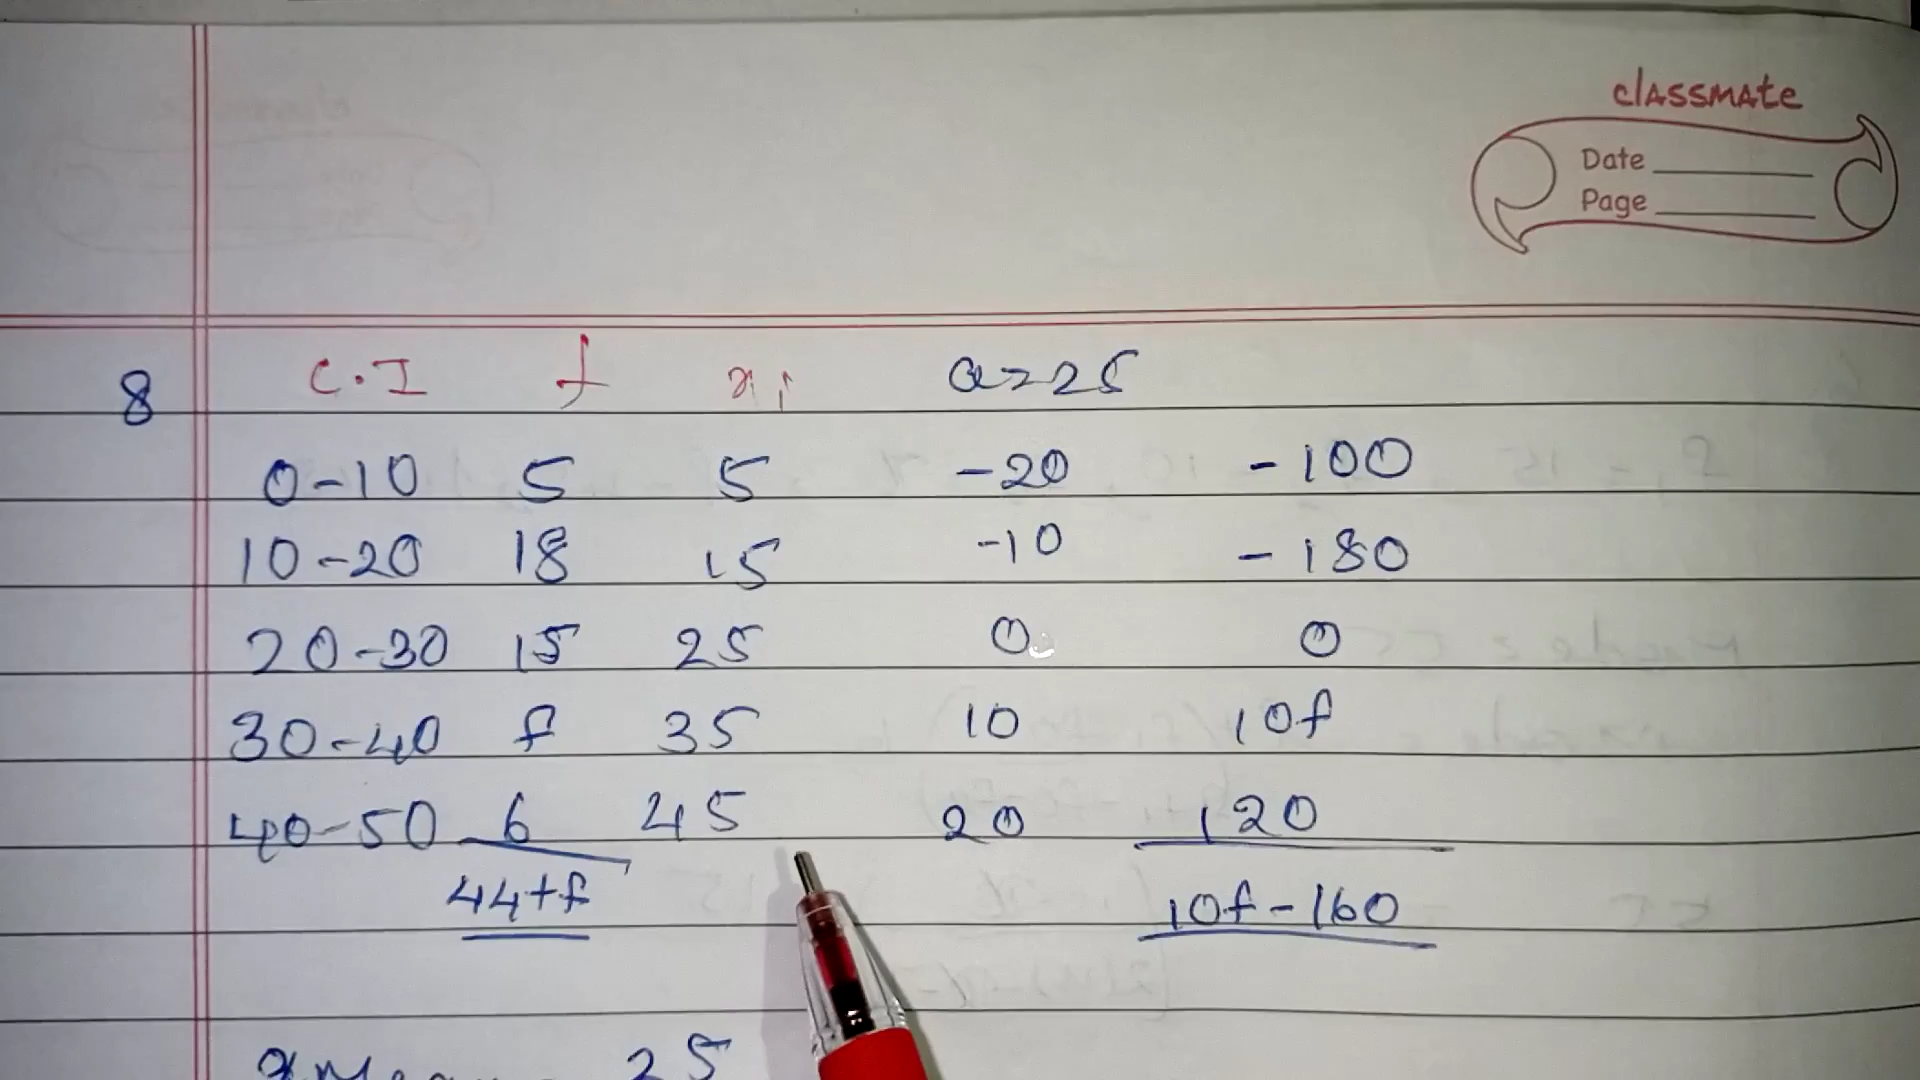 classmate
Date
Page
8 C.I f xi a=25
0-10 5 5 -20 -100
10-20 18 15 -10 -180
20-30 15 25 0 0
30-40 f 35 10 10f
40-50 6 45 20 120
44+f 10f-160
25